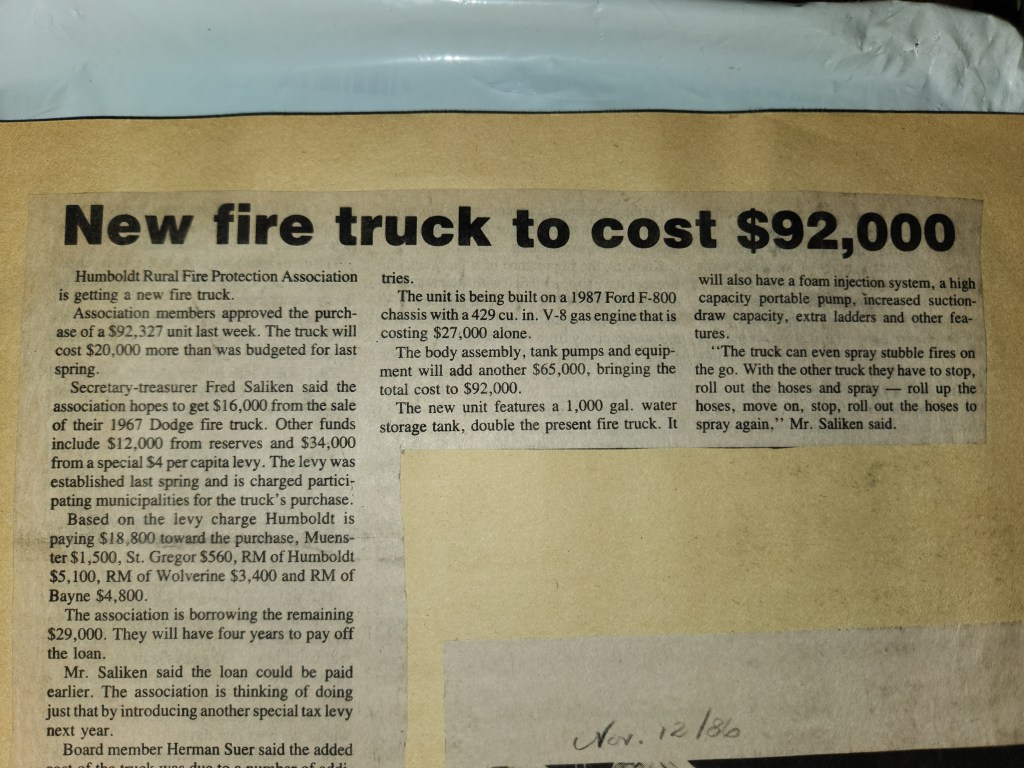 New fire truck to cost $92,000
Humboldt Rural Fire Protection Association
is getting a new fire truck.
Association members approved the purch-
ase of a $92,327 unit last week. The truck will
cost $20,000 more than was budgeted for last
spring.
Secretary-treasurer Fred Saliken said the
association hopes to get $16,000 from the sale
of their 1967 Dodge fire truck. Other funds
include $12,000 from reserves and $34,000
from a special $4 per capita levy. The levy was
established last spring and is charged partici-
pating municipalities for the truck's purchase.
Based on the levy charge Humboldt is
paying $18,800 toward the purchase, Muens-
ter $1,500, St. Gregor $560, RM of Humboldt
$5,100, RM of Wolverine $3,400 and RM of
Bayne $4,800.
The association is borrowing the remaining
$29,000. They will have four years to pay off
the loan.
Mr. Saliken said the loan could be paid
earlier. The association is thinking of doing
just that by introducing another special tax levy
next year.
Board member Herman Suer said the added
cost of the truck was due to a number of addi-
tries.
The unit is being built on a 1987 Ford F-800
chassis with a 429 cu. in. V-8 gas engine that is
costing $27,000 alone.
The body assembly, tank pumps and equip-
ment will add another $65,000, bringing the
total cost to $92,000.
The new unit features a 1,000 gal. water
storage tank, double the present fire truck. It
will also have a foam injection system, a high
capacity portable pump, increased suction-
draw capacity, extra ladders and other fea-
tures.
"The truck can even spray stubble fires on
the go. With the other truck they have to stop,
roll out the hoses and spray — roll up the
hoses, move on, stop, roll out the hoses to
spray again," Mr. Saliken said.
Nov. 12/86